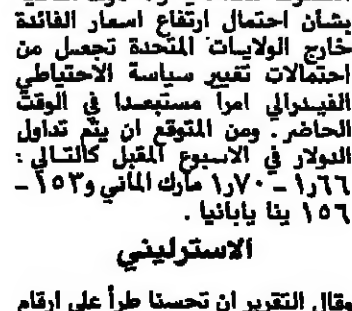 بشأن احتمال ارتفاع اسعار الفائدة
خارج الولايات المتحدة تجعل من
احتمالات تغيير سياسة الاحتياطي
الفيدرالي امرا مستبعدا في الوقت
الحاضر. ومن المتوقع ان يتم تداول
الدولار في الاسبوع المقبل كالتالي :
١٫٦٦ - ١٫٧٠ مارك الماني و١٥٣ -
١٥٦ ينا يابانيا .
الاسترليني
وقال التقرير ان تحسنا طرأ على ارقام